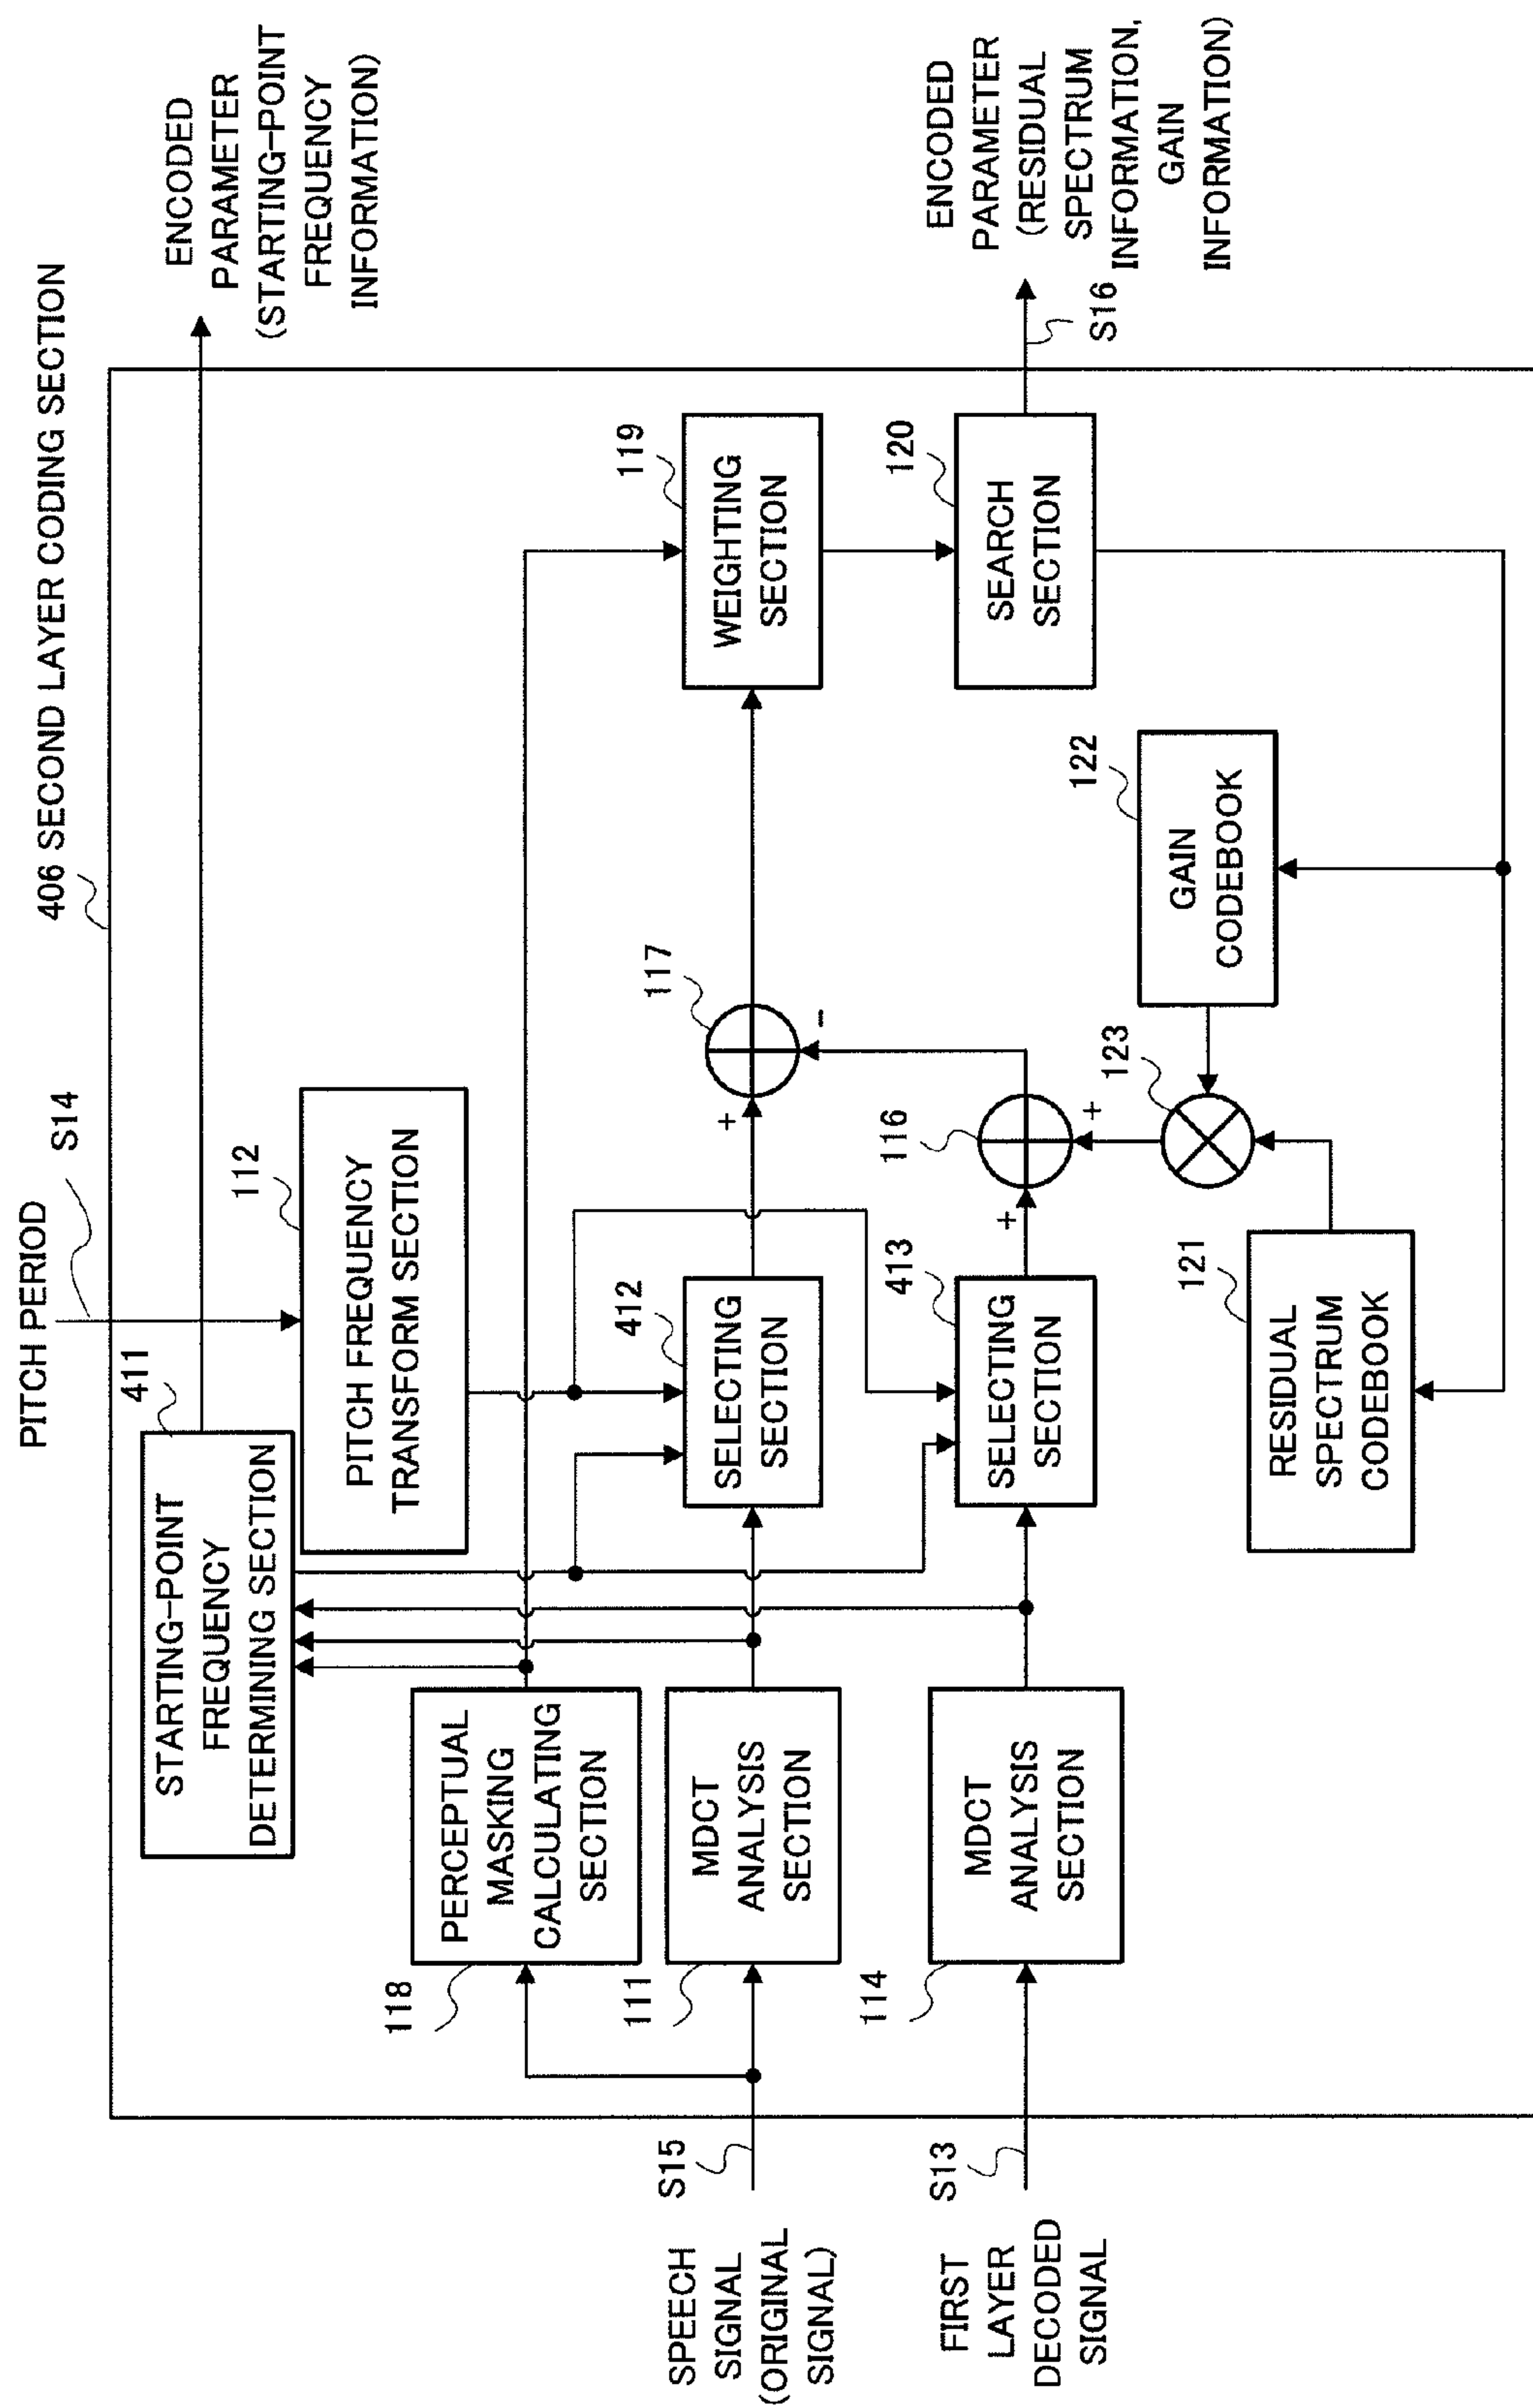 406 SECOND LAYER CODING SECTION
PITCH PERIOD
S14
411
STARTING-POINT
FREQUENCY
DETERMINING SECTION
112
PITCH FREQUENCY
TRANSFORM SECTION
ENCODED
PARAMETER
(STARTING-POINT
FREQUENCY
INFORMATION)
118
PERCEPTUAL
MASKING
CALCULATING
SECTION
SPEECH
SIGNAL
(ORIGINAL
SIGNAL)
S15
111
MDCT
ANALYSIS
SECTION
412
SELECTING
SECTION
+
117
-
119
WEIGHTING
SECTION
FIRST
LAYER
DECODED
SIGNAL
S13
114
MDCT
ANALYSIS
SECTION
413
SELECTING
SECTION
+
116
+
120
SEARCH
SECTION
S16
ENCODED
PARAMETER
(RESIDUAL
SPECTRUM
INFORMATION,
GAIN
INFORMATION)
121
RESIDUAL
SPECTRUM
CODEBOOK
123
122
GAIN
CODEBOOK